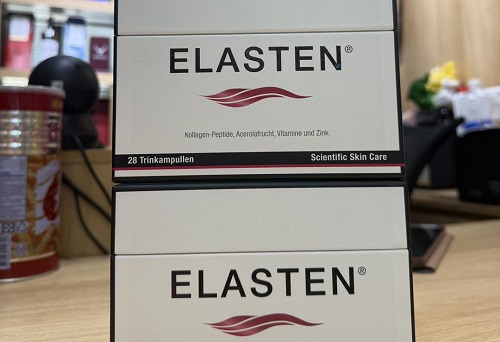 ELASTEN®
Kollagen-Peptide, Acerolafrucht, Vitamine und Zink
28 Trinkampullen Scientific Skin Care
ELASTEN®